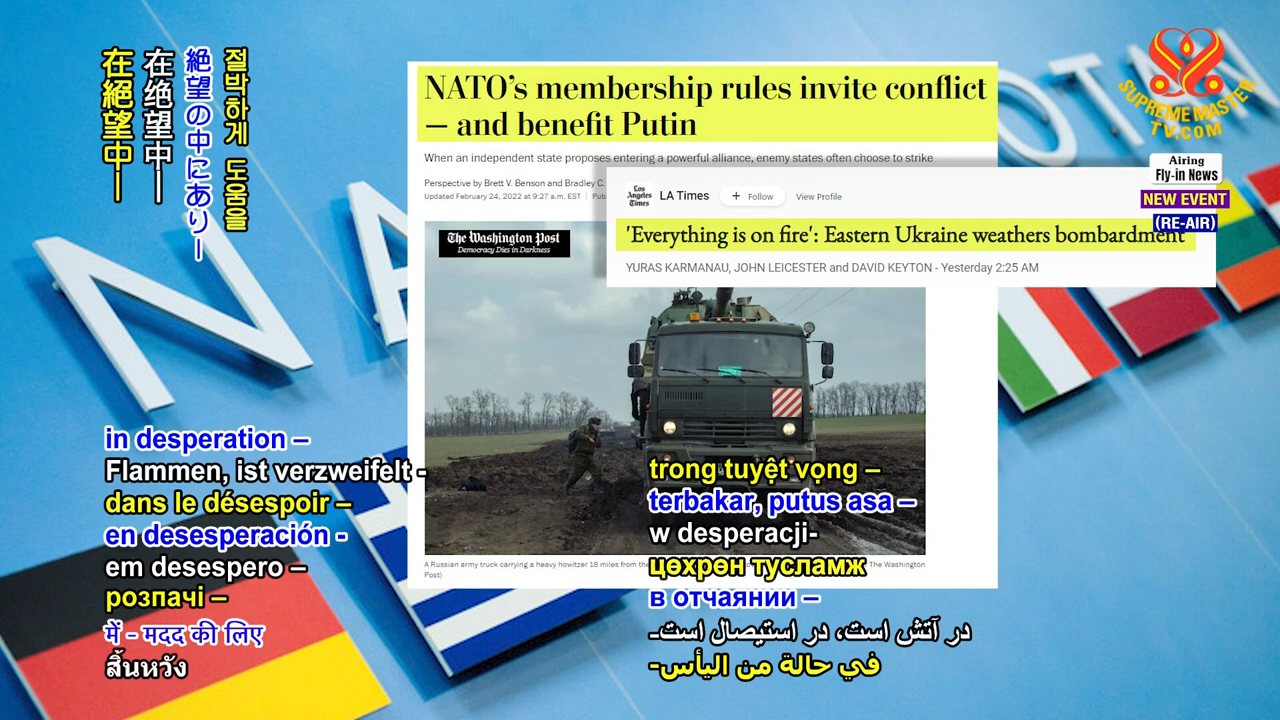 在絕望中—
在绝望中—
絶望の中にあり—
절박하게 도움을
NATO
NATO's membership rules invite conflict
— and benefit Putin
When an independent state proposes entering a powerful alliance, enemy states often choose to strike
Perspective by Brett V. Benson and Bradley C.
Updated February 24, 2022 at 9:27 a.m. EST | Pub
The Washington Post
Democracy Dies in Darkness
Los Angeles Times
LA Times
+ Follow
View Profile
'Everything is on fire': Eastern Ukraine weathers bombardment
YURAS KARMANAU, JOHN LEICESTER and DAVID KEYTON - Yesterday 2:25 AM
OTN
SUPREME MASTER
TV.COM
Airing
Fly-in News
NEW EVENT
(RE-AIR)
in desperation –
Flammen, ist verzweifelt -
dans le désespoir –
en desesperación -
em desespero –
розпачі –
में - मदद की लिए
สิ้นหวัง
trong tuyệt vọng –
terbakar, putus asa –
w desperacji-
цөхрөн тусламж
в отчаянии –
در آتش است، در استیصال است-
في حالة من اليأس-
A Russian army truck carrying a heavy howitzer 18 miles from the
The Washington
Post)